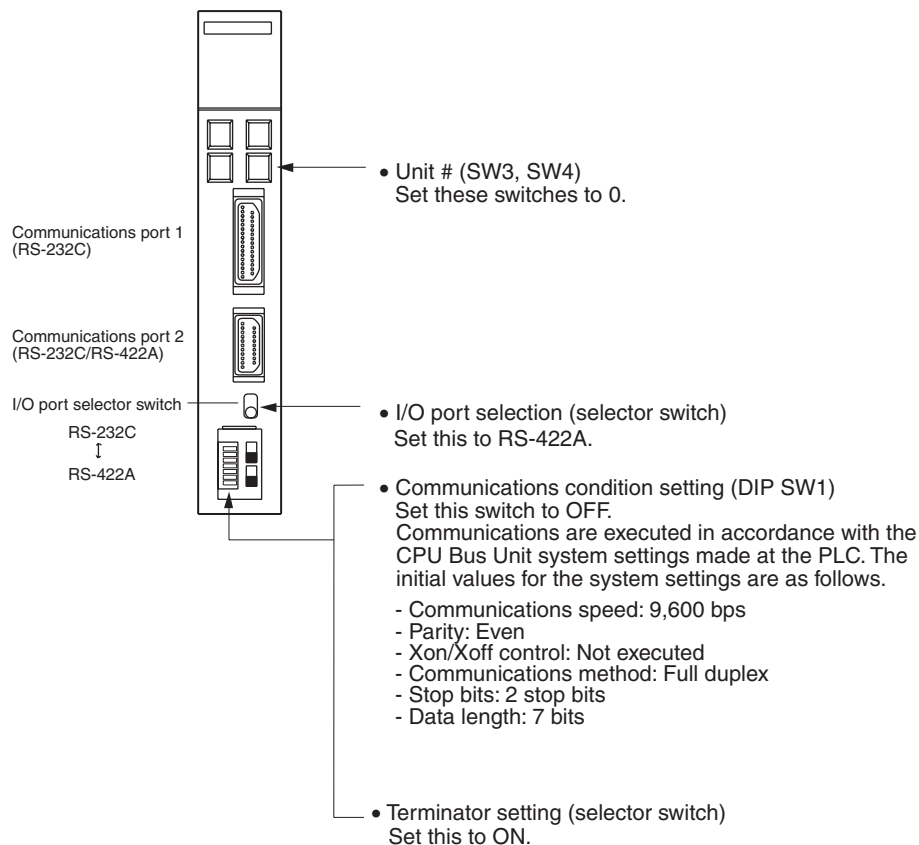 • Unit # (SW3, SW4)
Set these switches to 0.
Communications port 1
(RS-232C)
Communications port 2
(RS-232C/RS-422A)
I/O port selector switch
RS-232C
↕
RS-422A
• I/O port selection (selector switch)
Set this to RS-422A.
• Communications condition setting (DIP SW1)
Set this switch to OFF.
Communications are executed in accordance with the
CPU Bus Unit system settings made at the PLC. The
initial values for the system settings are as follows.
- Communications speed: 9,600 bps
- Parity: Even
- Xon/Xoff control: Not executed
- Communications method: Full duplex
- Stop bits: 2 stop bits
- Data length: 7 bits
• Terminator setting (selector switch)
Set this to ON.